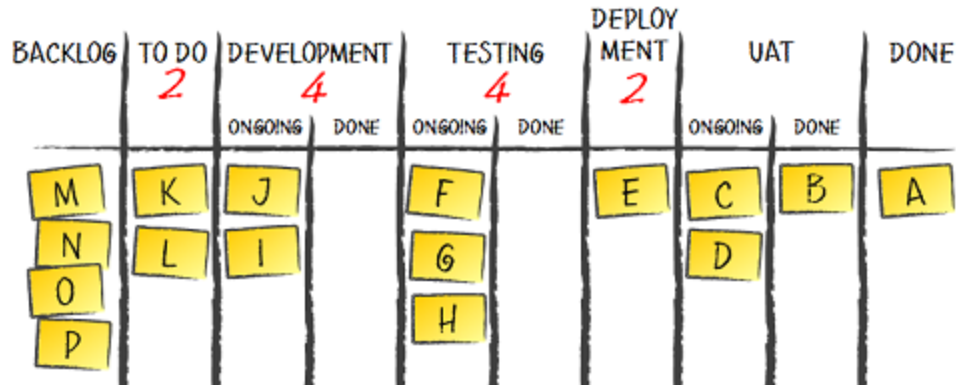 BACKLOG
TO DO
2
DEVELOPMENT
4
TESTING
4
DEPLOY
MENT
2
UAT
DONE
ONGOING
DONE
ONGOING
DONE
ONGOING
DONE
M
N
O
P
K
L
J
I
F
G
H
E
C
D
B
A